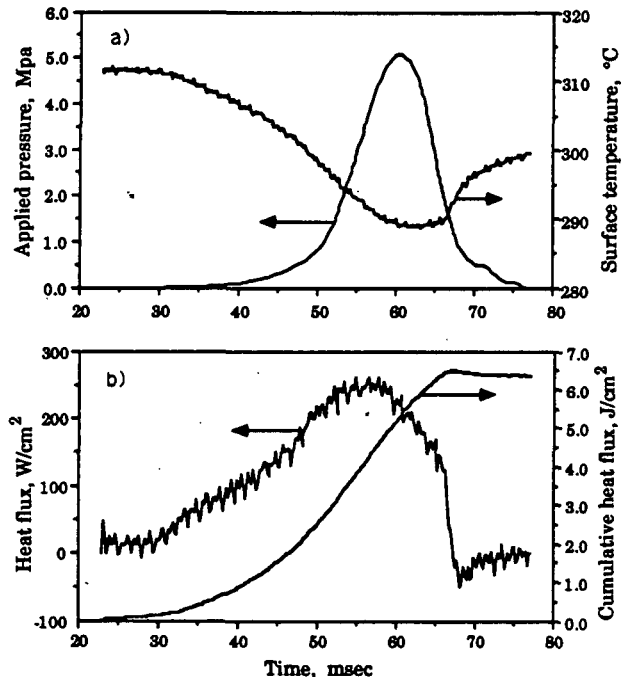 a)
Applied pressure, Mpa
6.0
5.0
4.0
3.0
2.0
1.0
0.0
320
310
300
290
280
Surface temperature, °C
20 30 40 50 60 70 80
b)
Heat flux, W/cm2
300
200
100
0
-100
7.0
6.0
5.0
4.0
3.0
2.0
1.0
0.0
Cumulative heat flux, J/cm2
20 30 40 50 60 70 80
Time, msec